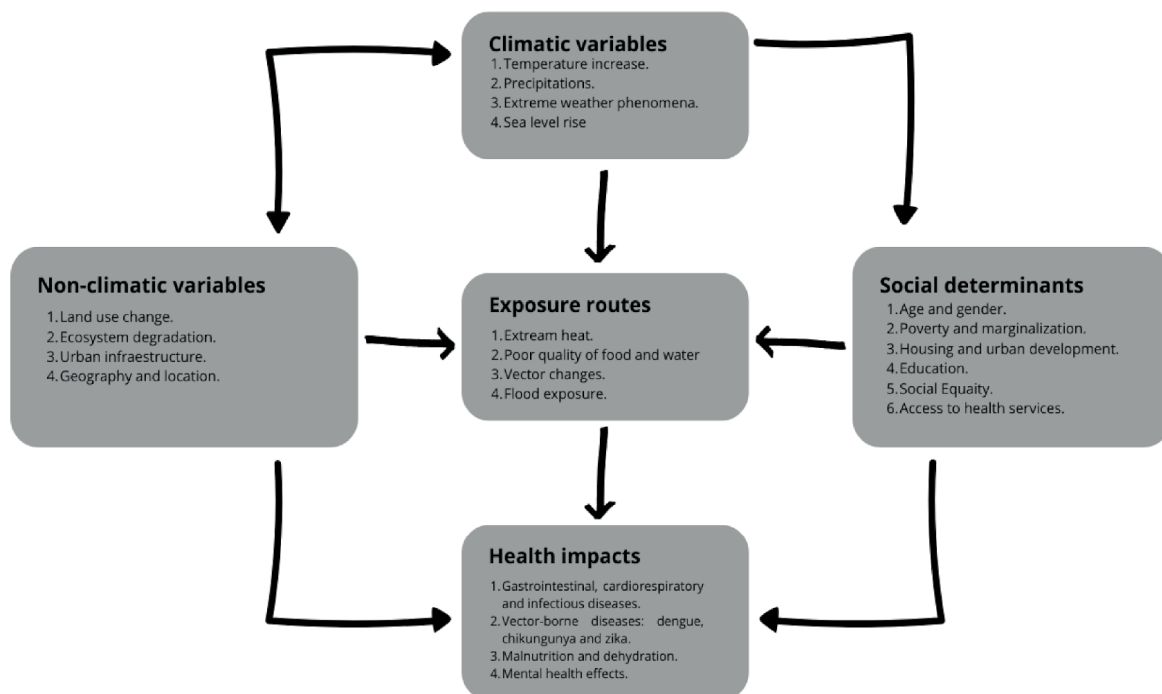 Climatic variables
1. Temperature increase.
2. Precipitations.
3. Extreme weather phenomena.
4. Sea level rise
Non-climatic variables
1. Land use change.
2. Ecosystem degradation.
3. Urban infraestructure.
4. Geography and location.
Exposure routes
1. Extream heat.
2. Poor quality of food and water
3. Vector changes.
4. Flood exposure.
Social determinants
1. Age and gender.
2. Poverty and marginalization.
3. Housing and urban development.
4. Education.
5. Social Equaity.
6. Access to health services.
Health impacts
1. Gastrointestinal, cardiorespiratory
and infectious diseases.
2. Vector-borne diseases: dengue,
chikungunya and zika.
3. Malnutrition and dehydration.
4. Mental health effects.